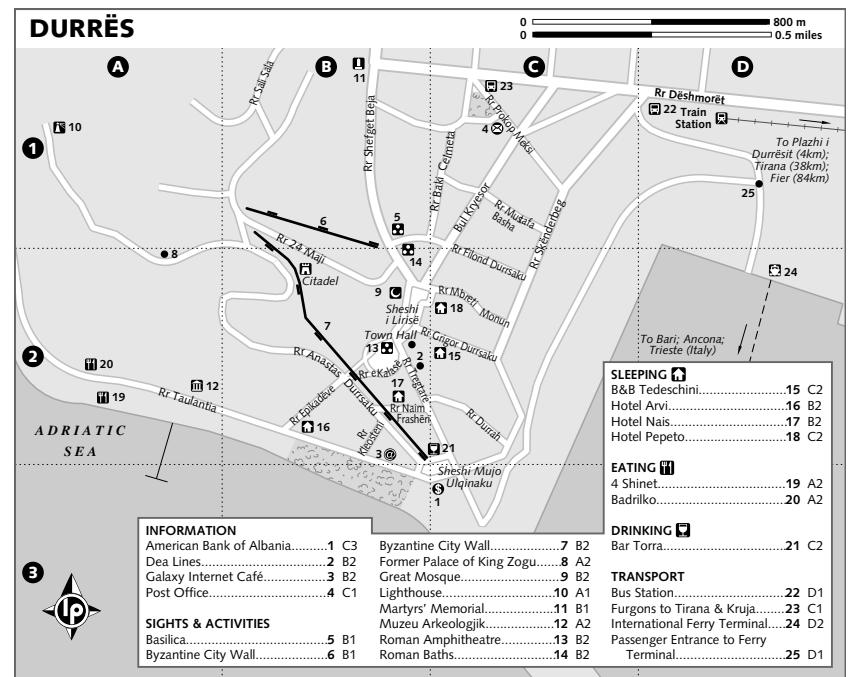 DURRËS
0 800 m
0 0.5 miles
A
B
C
D
1
2
3
Rr Sali Sala
11
Rr Shefget Beja
23
Rr Prokop Meksi
4
Rr Dëshmorët
22 Train
Station
To Plazhi i
Durrësit (4km);
Tirana (38km);
Fier (84km)
25
10
Rr Baki Çelmeta
Bul Kryesor
Rr Mustafa
Basha
Rr Skënderbeg
6
5
8
Rr 24 Maji
14
Rr Filond Durrsaku
24
Citadel
9
Sheshi
i Lirisë
Rr Mbreti
Monun
18
7
Town Hall
13
2
Rr Grigor Durrsaku
15
To Bari; Ancona;
Trieste (Italy)
20
19
12
Rr Taulantia
Rr Anastas
Durrsaku
Rr eKalasë
Rr Tregtare
17
Rr Naim
Frashëri
Rr Epikadëve
16
Rr
Kleosteni
Rr Durrah
3
@
21
Sheshi Mujo
Ulqinaku
$
1
ADRIATIC
SEA
lp
INFORMATION
American Bank of Albania...........1 C3
Dea Lines...................................2 B2
Galaxy Internet Café...................3 B2
Post Office.................................4 C1
SIGHTS & ACTIVITIES
Basilica......................................5 B1
Byzantine City Wall.....................6 B1
Byzantine City Wall.....................7 B2
Former Palace of King Zogu.........8 A2
Great Mosque............................9 B2
Lighthouse................................10 A1
Martyrs' Memorial.....................11 B1
Muzeu Arkeologjik.....................12 A2
Roman Amphitheatre.................13 B2
Roman Baths.............................14 B2
SLEEPING
B&B Tedeschini..........................15 C2
Hotel Arvi..................................16 B2
Hotel Nais.................................17 B2
Hotel Pepeto.............................18 C2
EATING
4 Shinet....................................19 A2
Badrilko....................................20 A2
DRINKING
Bar Torra...................................21 C2
TRANSPORT
Bus Station................................22 D1
Furgons to Tirana & Kruja...........23 C1
International Ferry Terminal........24 D2
Passenger Entrance to Ferry
Terminal...................................25 D1